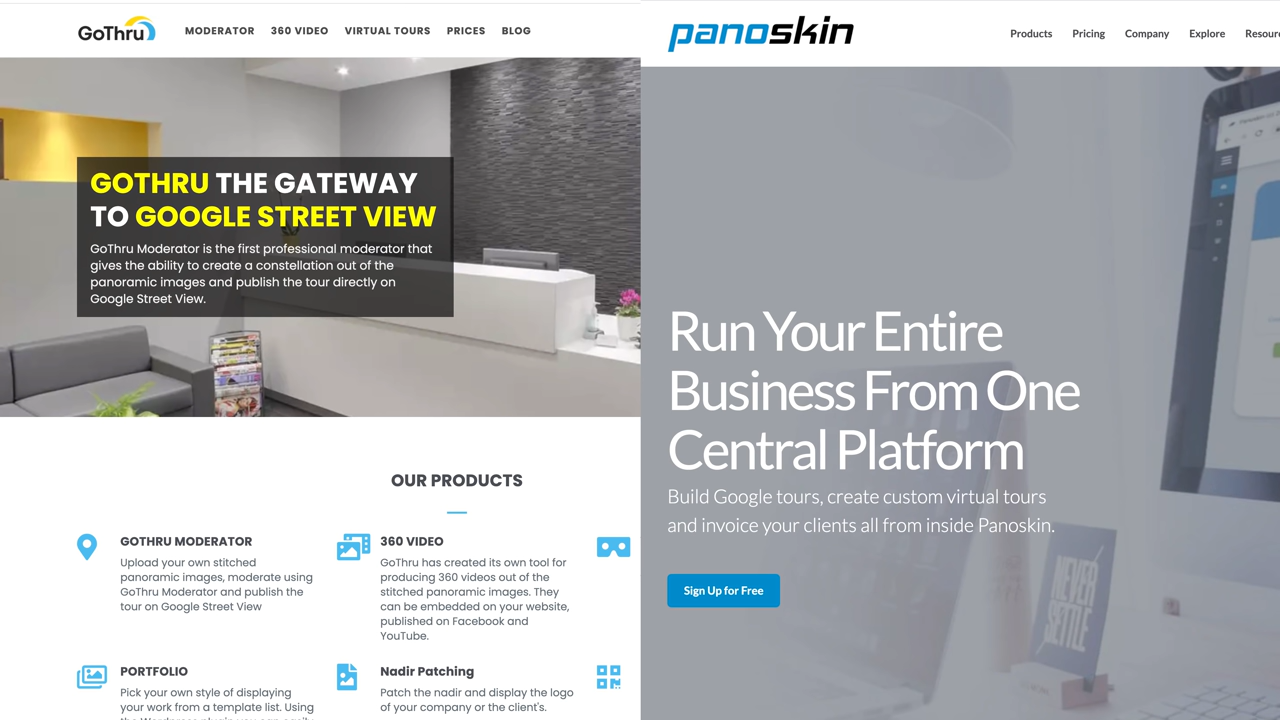 GoThru
MODERATOR 360 VIDEO VIRTUAL TOURS PRICES BLOG
GOTHRU THE GATEWAY
TO GOOGLE STREET VIEW
GoThru Moderator is the first professional moderator that
gives the ability to create a constellation out of the
panoramic images and publish the tour directly on
Google Street View.
OUR PRODUCTS
GOTHRU MODERATOR
Upload your own stitched
panoramic images, moderate using
GoThru Moderator and publish the
tour on Google Street View
360 VIDEO
GoThru has created its own tool for
producing 360 videos out of the
stitched panoramic images. They
can be embedded on your website,
published on Facebook and
YouTube.
PORTFOLIO
Pick your own style of displaying
your work from a template list. Using
Nadir Patching
Patch the nadir and display the logo
of your company or the client's.
panoskin
Products Pricing Company Explore
Run Your Entire
Business From One
Central Platform
Build Google tours, create custom virtual tours
and invoice your clients all from inside Panoskin.
NEVER
SETTLE
Sign Up for Free